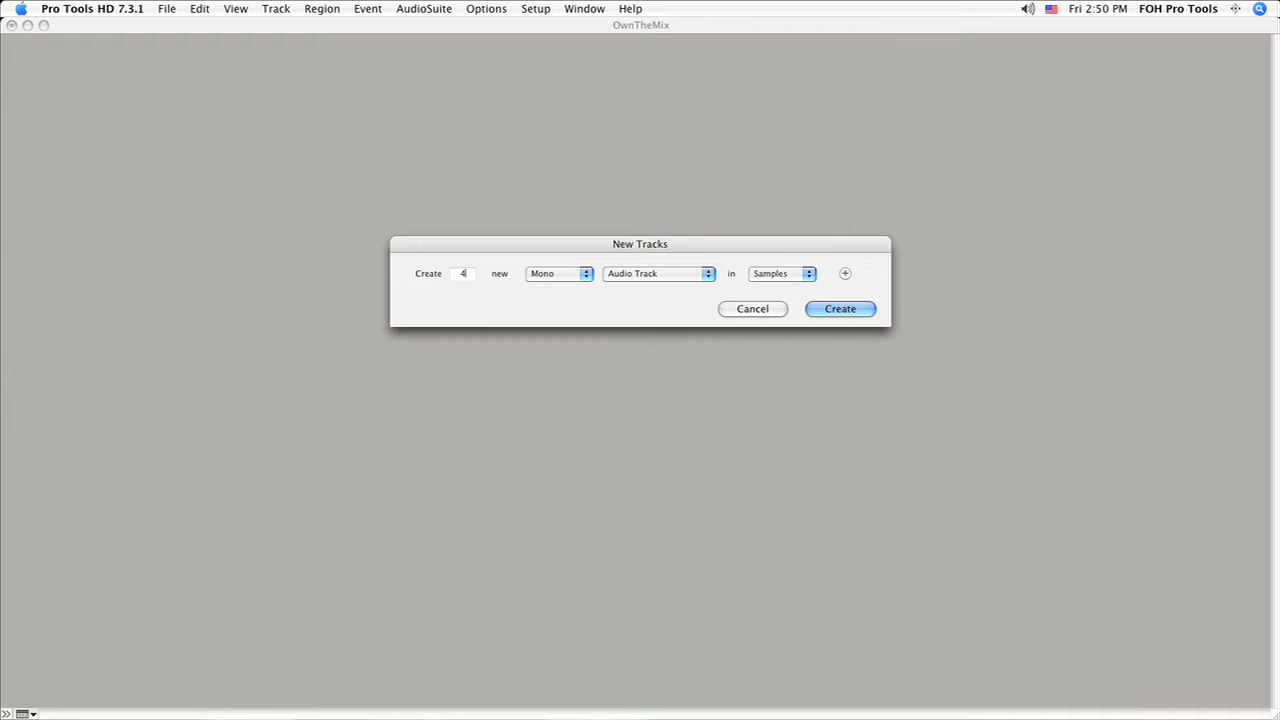 Pro Tools HD 7.3.1 File Edit View Track Region Event AudioSuite Options Setup Window Help Fri 2:50 PM FOH Pro Tools
OwnTheMix
New Tracks
Create 4 new Mono Audio Track in Samples
Cancel Create